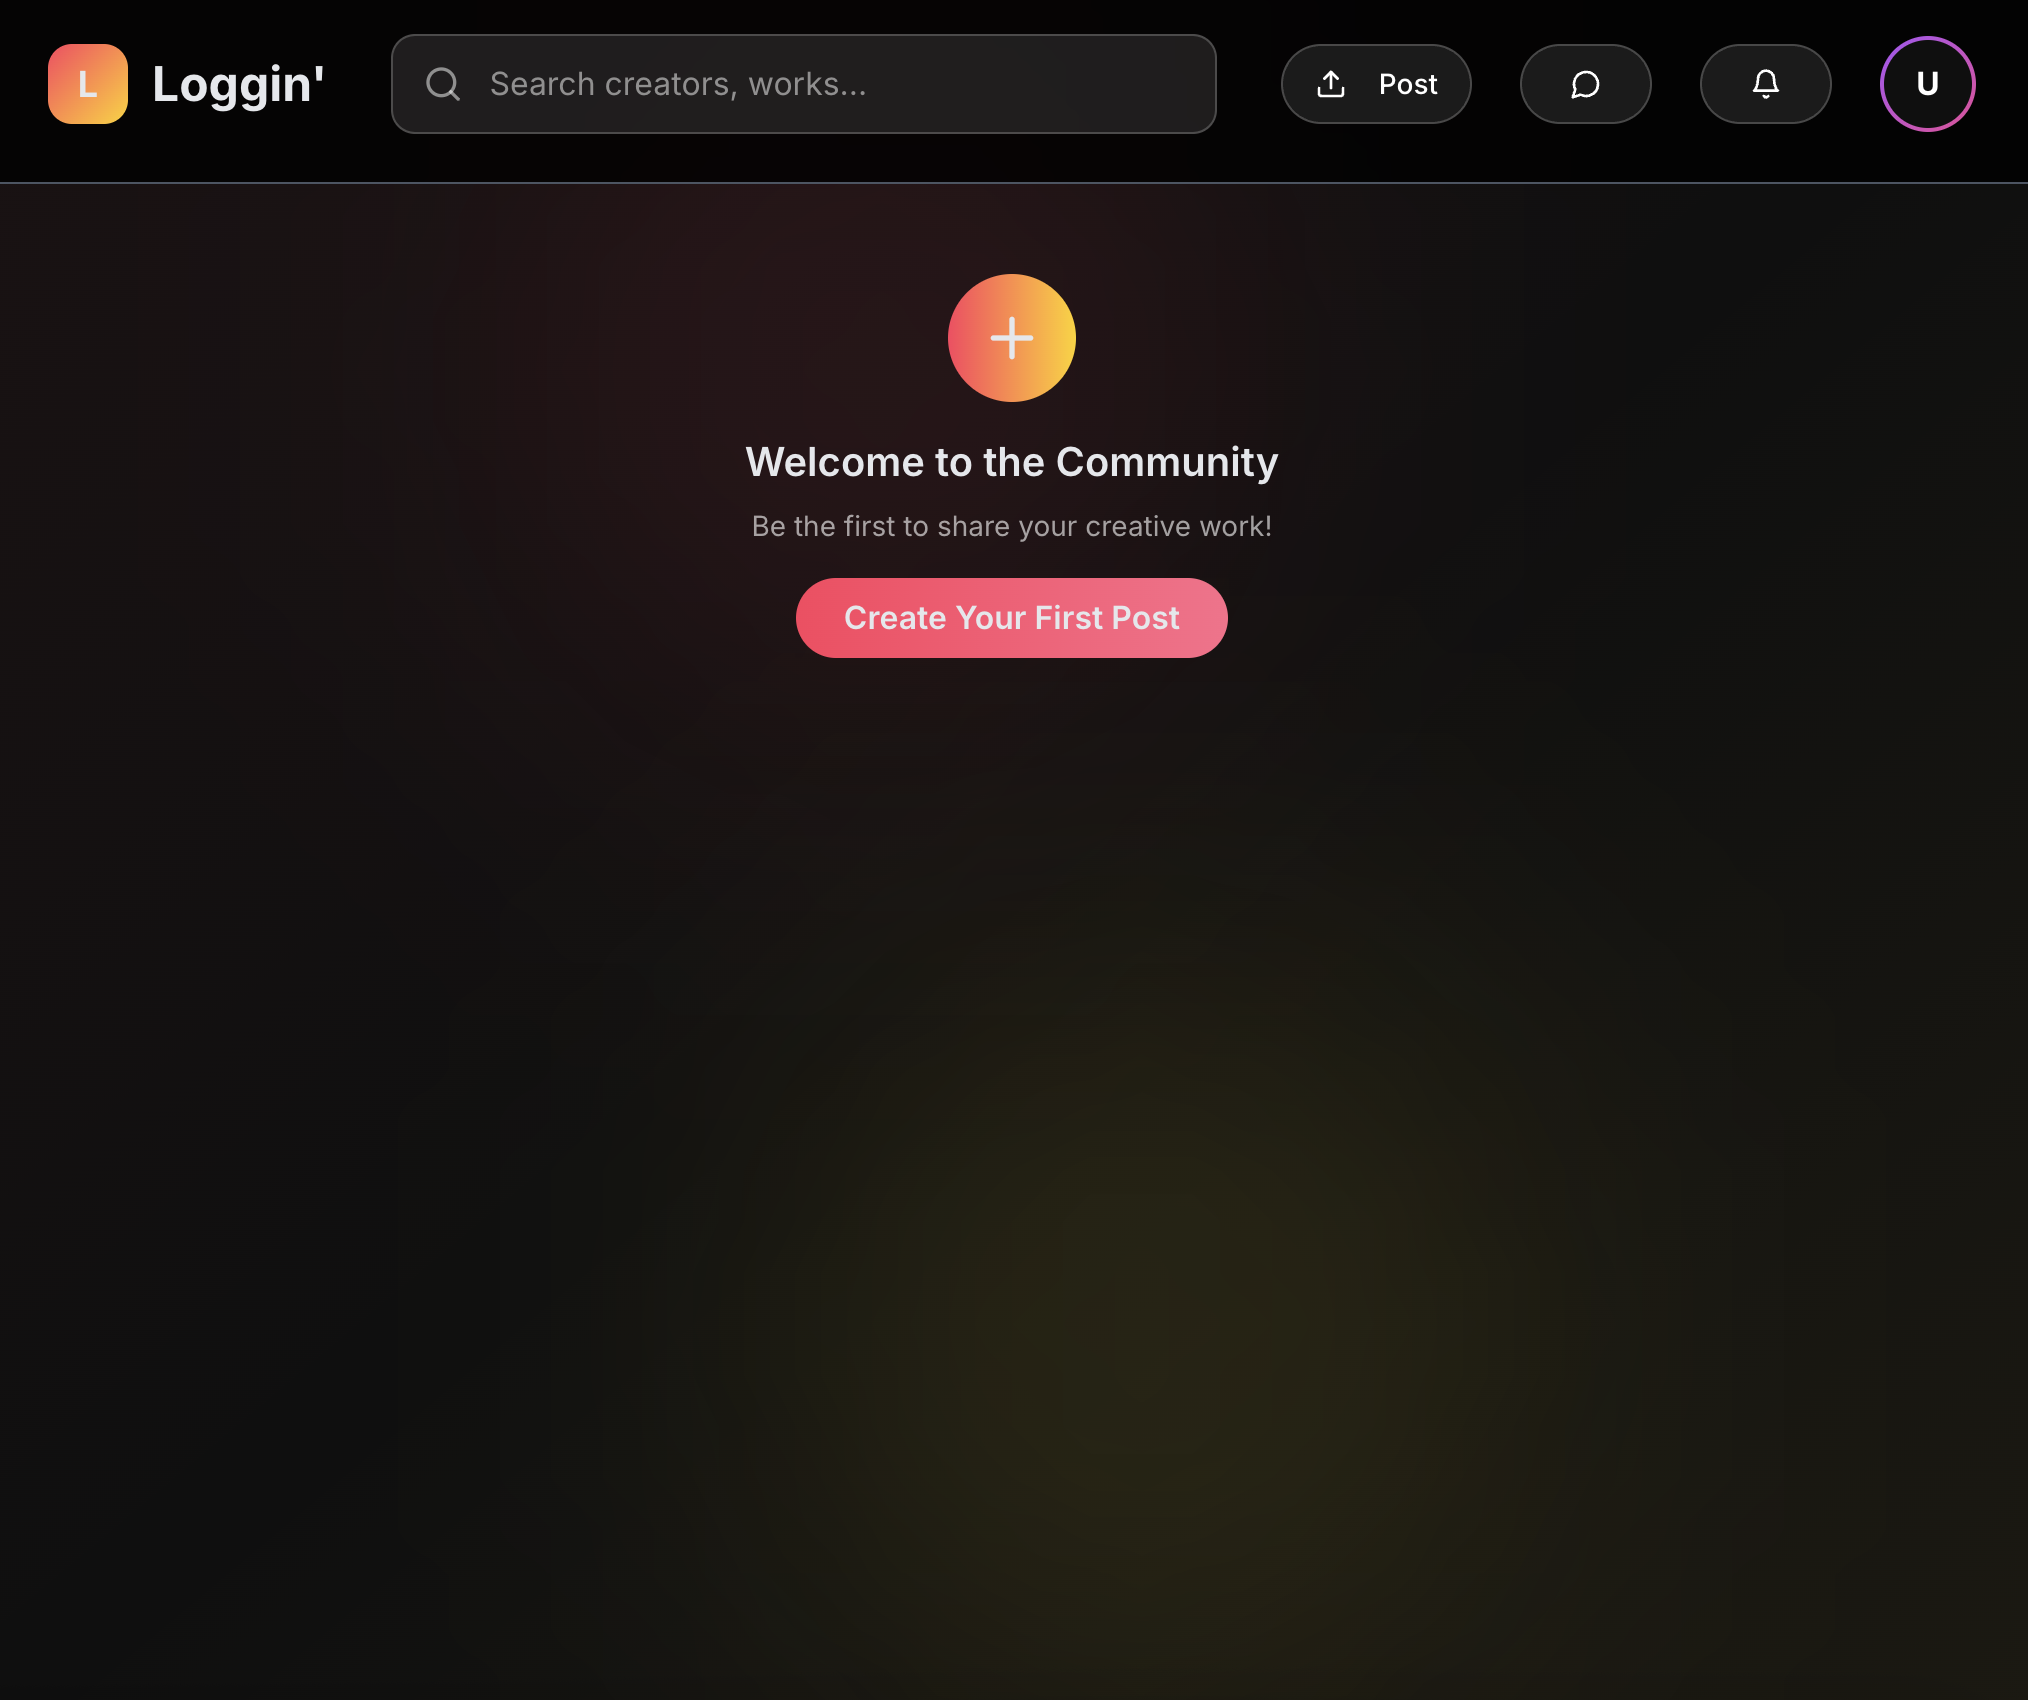 L
Loggin'
Search creators, works...
Post
U
Welcome to the Community
Be the first to share your creative work!
Create Your First Post